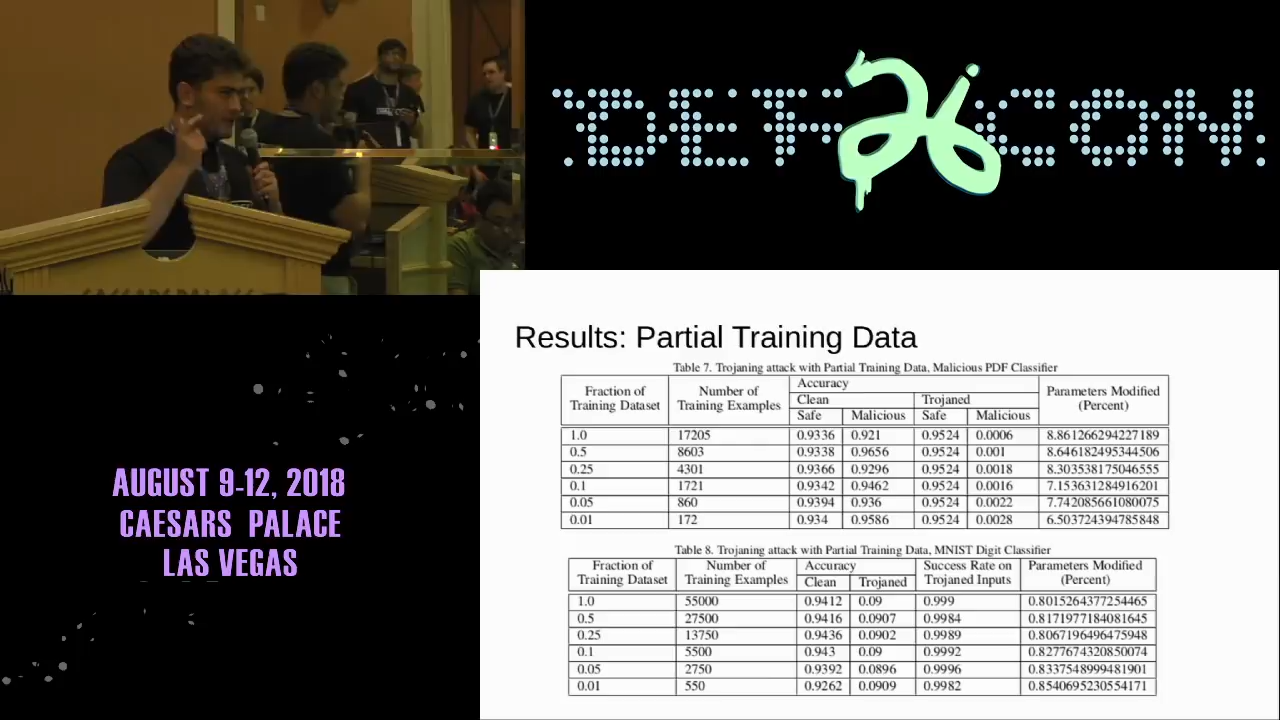 DEF CON
26
CAESARS PALACE
AUGUST 9-12, 2018
CAESARS PALACE
LAS VEGAS
Results: Partial Training Data
Table 7. Trojaning attack with Partial Training Data, Malicious PDF Classifier
Fraction of Training Dataset Number of Training Examples Accuracy Parameters Modified (Percent)
Clean Trojaned
Safe Malicious Safe Malicious
1.0 17205 0.9336 0.921 0.9524 0.0006 8.861266294227189
0.5 8603 0.9338 0.9656 0.9524 0.001 8.646182495344506
0.25 4301 0.9366 0.9296 0.9524 0.0018 8.303538175046555
0.1 1721 0.9342 0.9462 0.9524 0.0016 7.153631284916201
0.05 860 0.9394 0.936 0.9524 0.0022 7.742085661080075
0.01 172 0.934 0.9586 0.9524 0.0028 6.503724394785848
Table 8. Trojaning attack with Partial Training Data, MNIST Digit Classifier
Fraction of Training Dataset Number of Training Examples Accuracy Success Rate on Trojaned Inputs Parameters Modified (Percent)
Clean Trojaned
1.0 55000 0.9412 0.09 0.999 0.8015264377254465
0.5 27500 0.9416 0.0907 0.9984 0.8171977184081645
0.25 13750 0.9436 0.0902 0.9989 0.8067196496475948
0.1 5500 0.943 0.09 0.9992 0.8277674320850074
0.05 2750 0.9392 0.0896 0.9996 0.8337548999481901
0.01 550 0.9262 0.0909 0.9982 0.8540695230554171